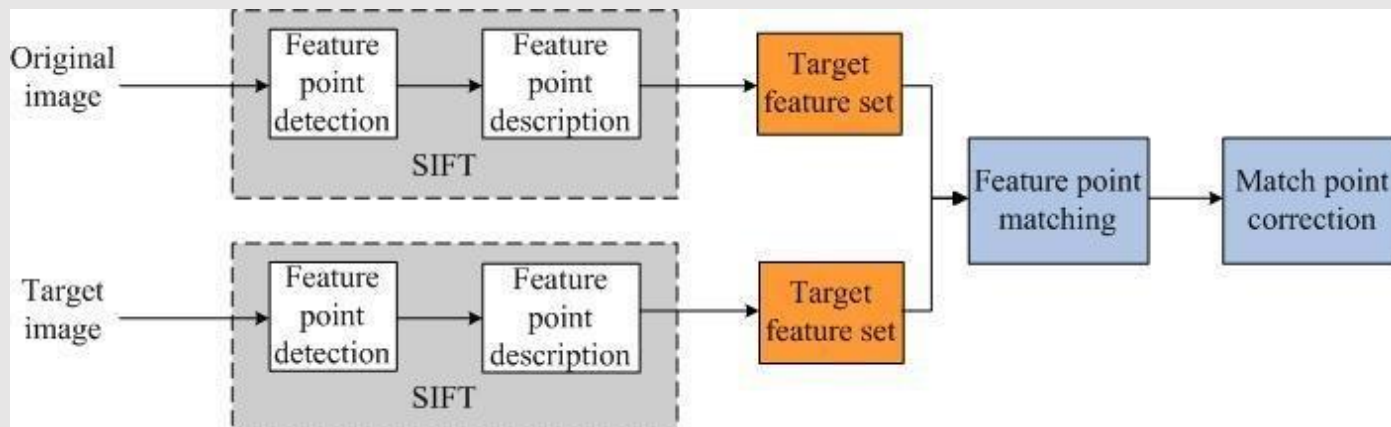 Original
image
Feature
point
detection
Feature
point
description
SIFT
Target
feature set
Target
image
Feature
point
detection
Feature
point
description
SIFT
Target
feature set
Feature point
matching
Match point
correction